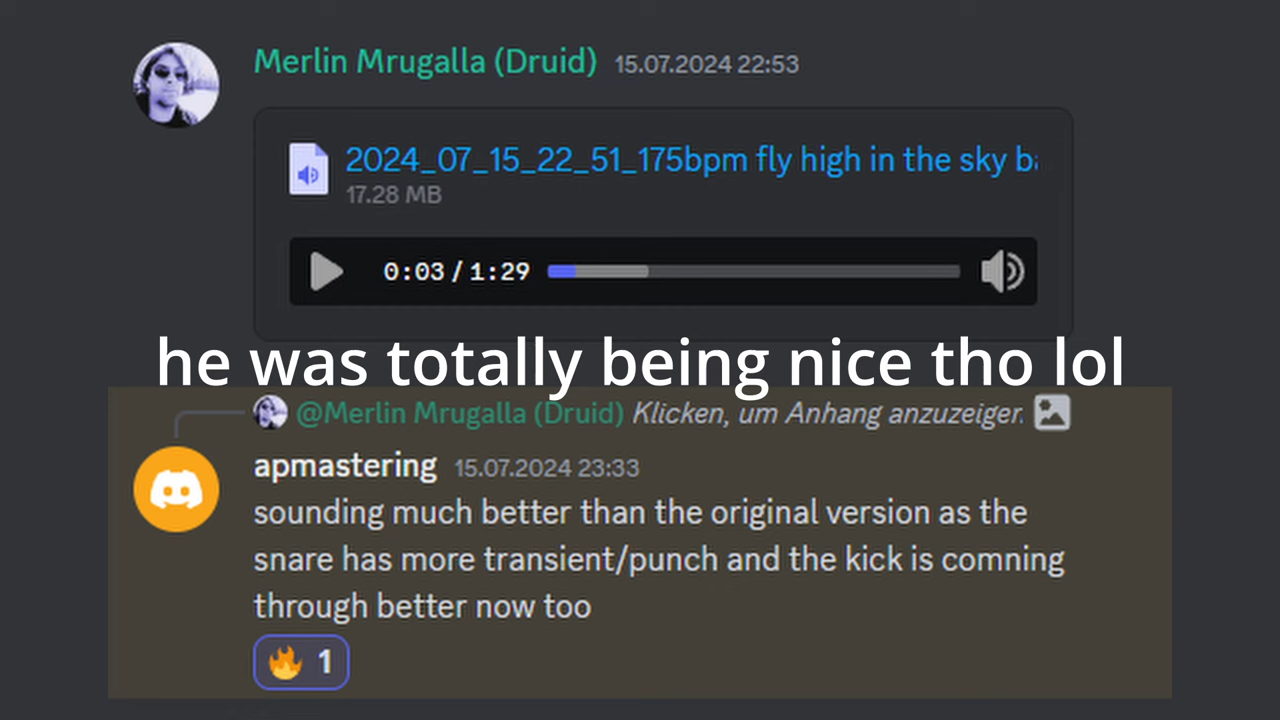 Merlin Mrugalla (Druid) 15.07.2024 22:53
2024_07_15_22_51_175bpm fly high in the sky
17.28 MB
0:03 / 1:29
he was totally being nice tho lol
@Merlin Mrugalla (Druid) Klicken, um Anhang
apmastering 15.07.2024 23:33
sounding much better than the original version as the
snare has more transient/punch and the kick is comning
through better now too
1